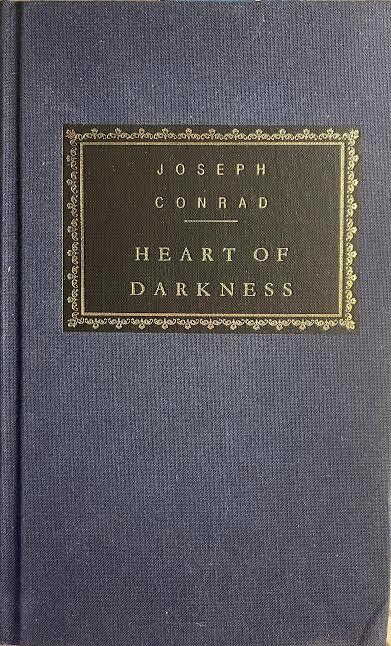 JOSEPH
CONRAD
HEART OF
DARKNESS